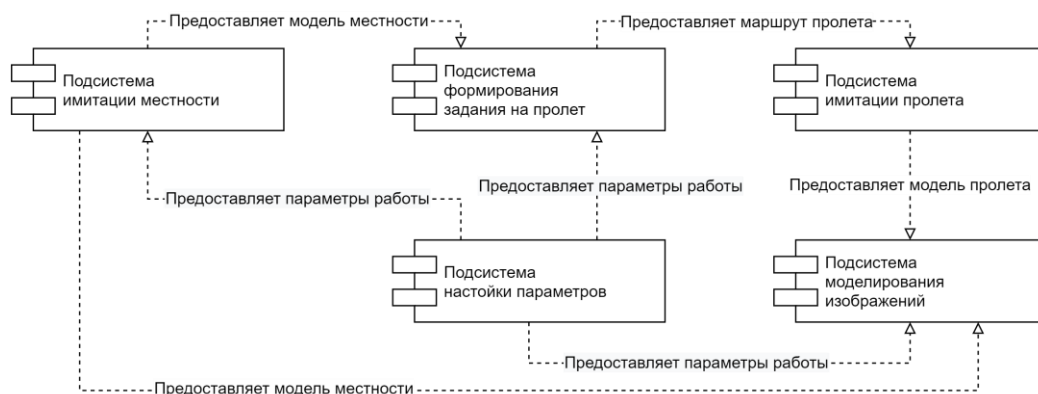 Предоставляет модель местности
Предоставляет маршрут пролета
Подсистема
имитации местности
Подсистема
формирования
задания на пролет
Подсистема
имитации пролета
Предоставляет параметры работы
Предоставляет параметры работы
Предоставляет модель пролета
Подсистема
настойки параметров
Подсистема
моделирования
изображений
Предоставляет параметры работы
Предоставляет модель местности